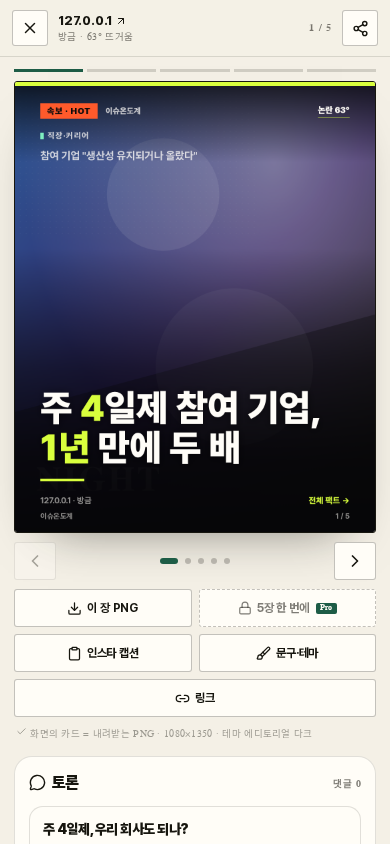 127.0.0.1
방금 · 63° 뜨거움
1 / 5
속보 · HOT
이슈온도계
논란 63°
직장·커리어
참여 기업 "생산성 유지되거나 올랐다"
주 4일제 참여 기업,
1년 만에 두 배
127.0.0.1 · 방금
전체 팩트 →
이슈온도계
1 / 5
이 장 PNG
5장 한 번에 Pro
인스타 캡션
문구·테마
링크
화면의 카드 = 내려받는 PNG · 1080×1350 · 테마 에디토리얼 다크
토론
댓글 0
주 4일제, 우리 회사도 되나?